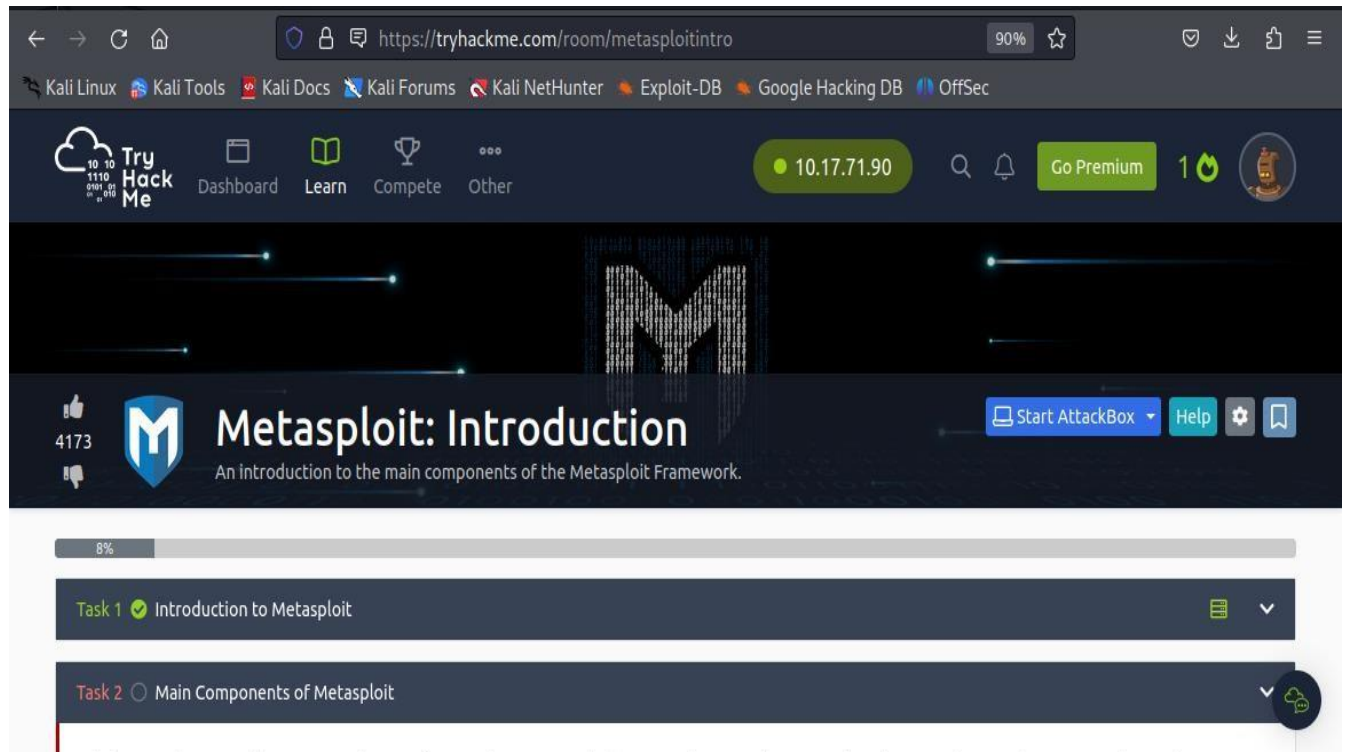 https://tryhackme.com/room/metasploitintro 90%
Kali Linux Kali Tools Kali Docs Kali Forums Kali NetHunter Exploit-DB Google Hacking DB OffSec
Try Hack Me
Dashboard Learn Compete Other
10.17.71.90
Go Premium 1
4173
Metasploit: Introduction
An introduction to the main components of the Metasploit Framework.
Start AttackBox Help
8%
Task 1 Introduction to Metasploit
Task 2 Main Components of Metasploit